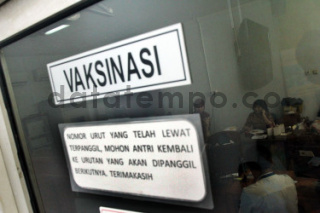 VAKSINASI
datatempo.co
NOMOR URUT YANG TELAH LEWAT
TERPANGGIL, MOHON ANTRI KEMBALI
KE URUTAN YANG AKAN DIPANGGIL
BERIKUTNYA. TERIMAKASIH